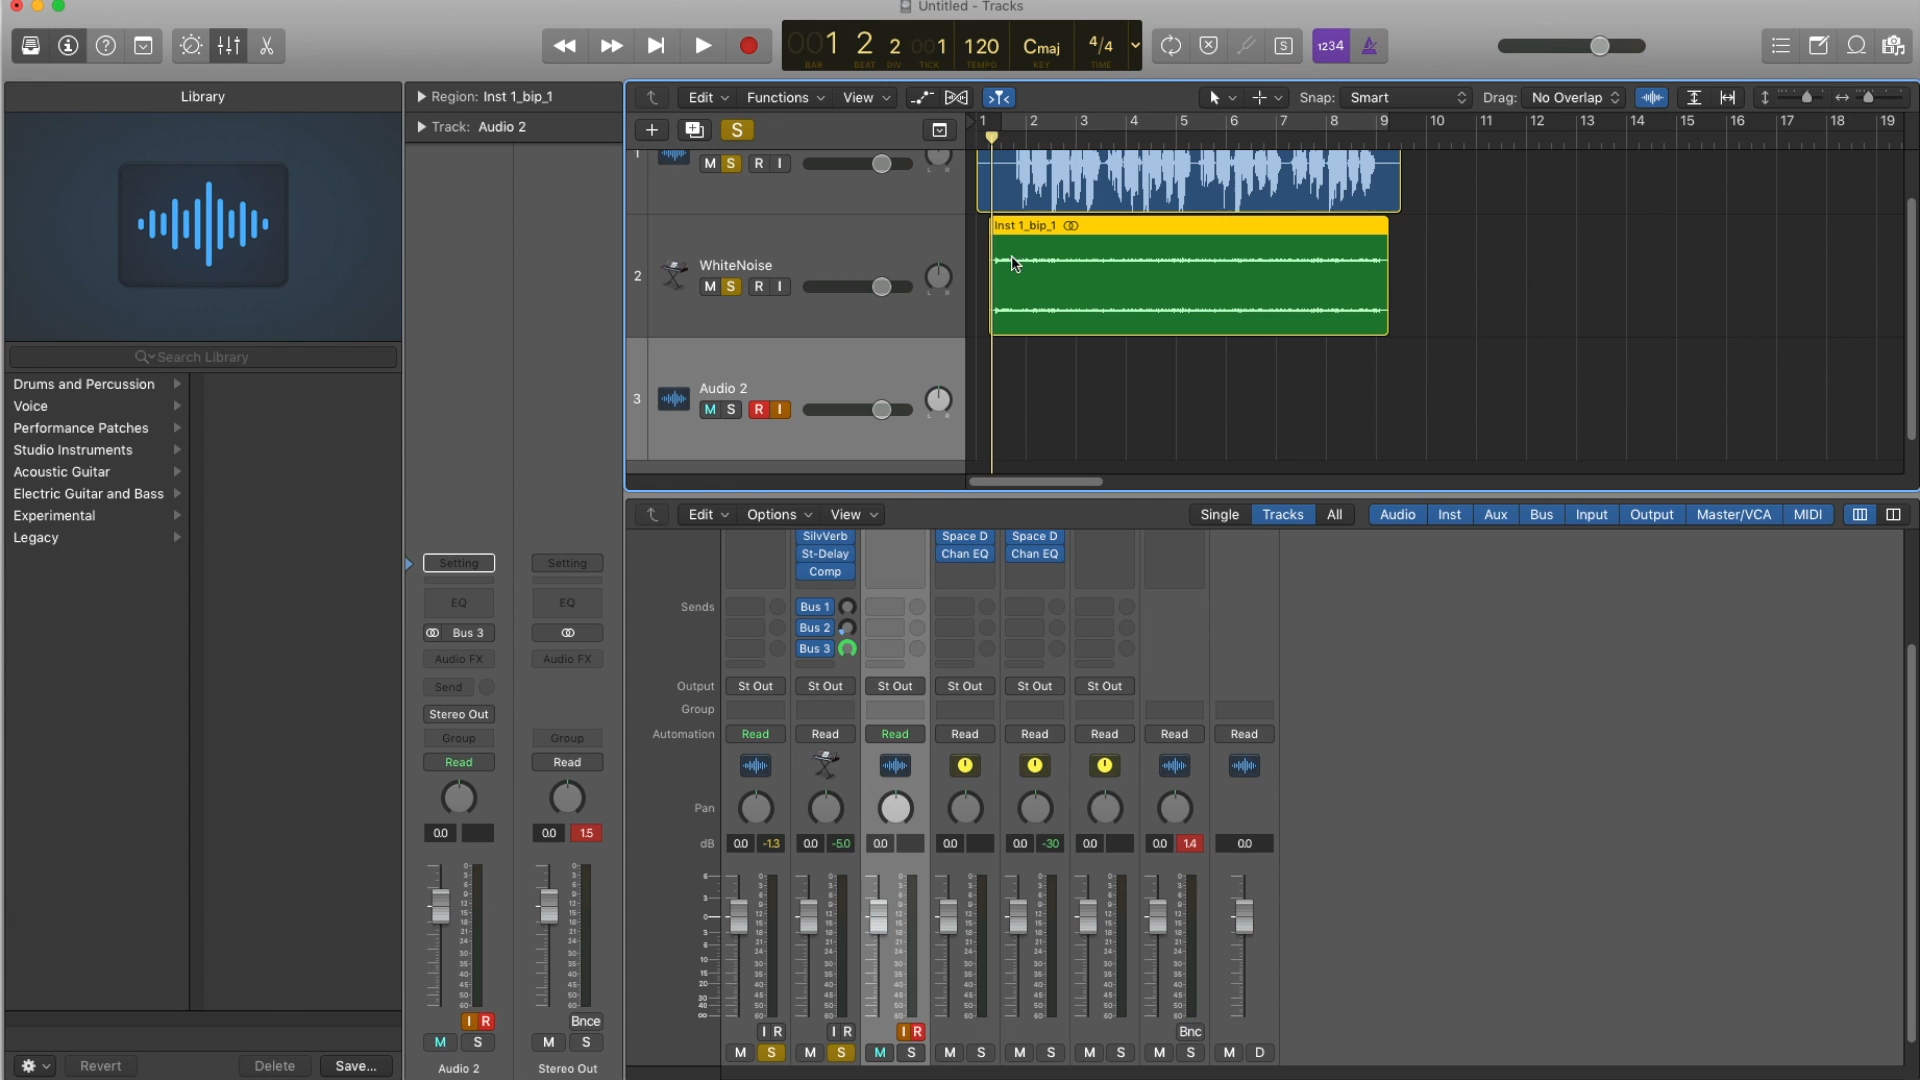 Untitled - Tracks
001 2 2 001 120 Cmaj 4/4
BAR BEAT DIV TICK TEMPO KEY TIME
S 1234
Library
Region: Inst 1_bip_1
Track: Audio 2
Edit Functions View Snap: Smart Drag: No Overlap
S
1 2 3 4 5 6 7 8 9 10 11 12 13 14 15 16 17 18 19
1 M S R I
Inst 1_bip_1
2 WhiteNoise
M S R I
3 Audio 2
M S R I
Search Library
Drums and Percussion
Voice
Performance Patches
Studio Instruments
Acoustic Guitar
Electric Guitar and Bass
Experimental
Legacy
Revert Delete Save...
Setting Setting
EQ EQ
Bus 3
Audio FX Audio FX
Send
Stereo Out
Group Group
Read Read
0.0 0.0 1.5
I R Bnce
M S M S
Audio 2 Stereo Out
Edit Options View Single Tracks All Audio Inst Aux Bus Input Output Master/VCA MIDI
SilvVerb Space D Space D
St-Delay Chan EQ Chan EQ
Comp
Sends Bus 1
Bus 2
Bus 3
Output St Out St Out St Out St Out St Out St Out
Group
Automation Read Read Read Read Read Read Read Read
Pan
dB 0.0 -1.3 0.0 -5.0 0.0 0.0 0.0 -30 0.0 0.0 1.4 0.0
I R I R I R Bnc
M S M S M S M S M S M S M S M D